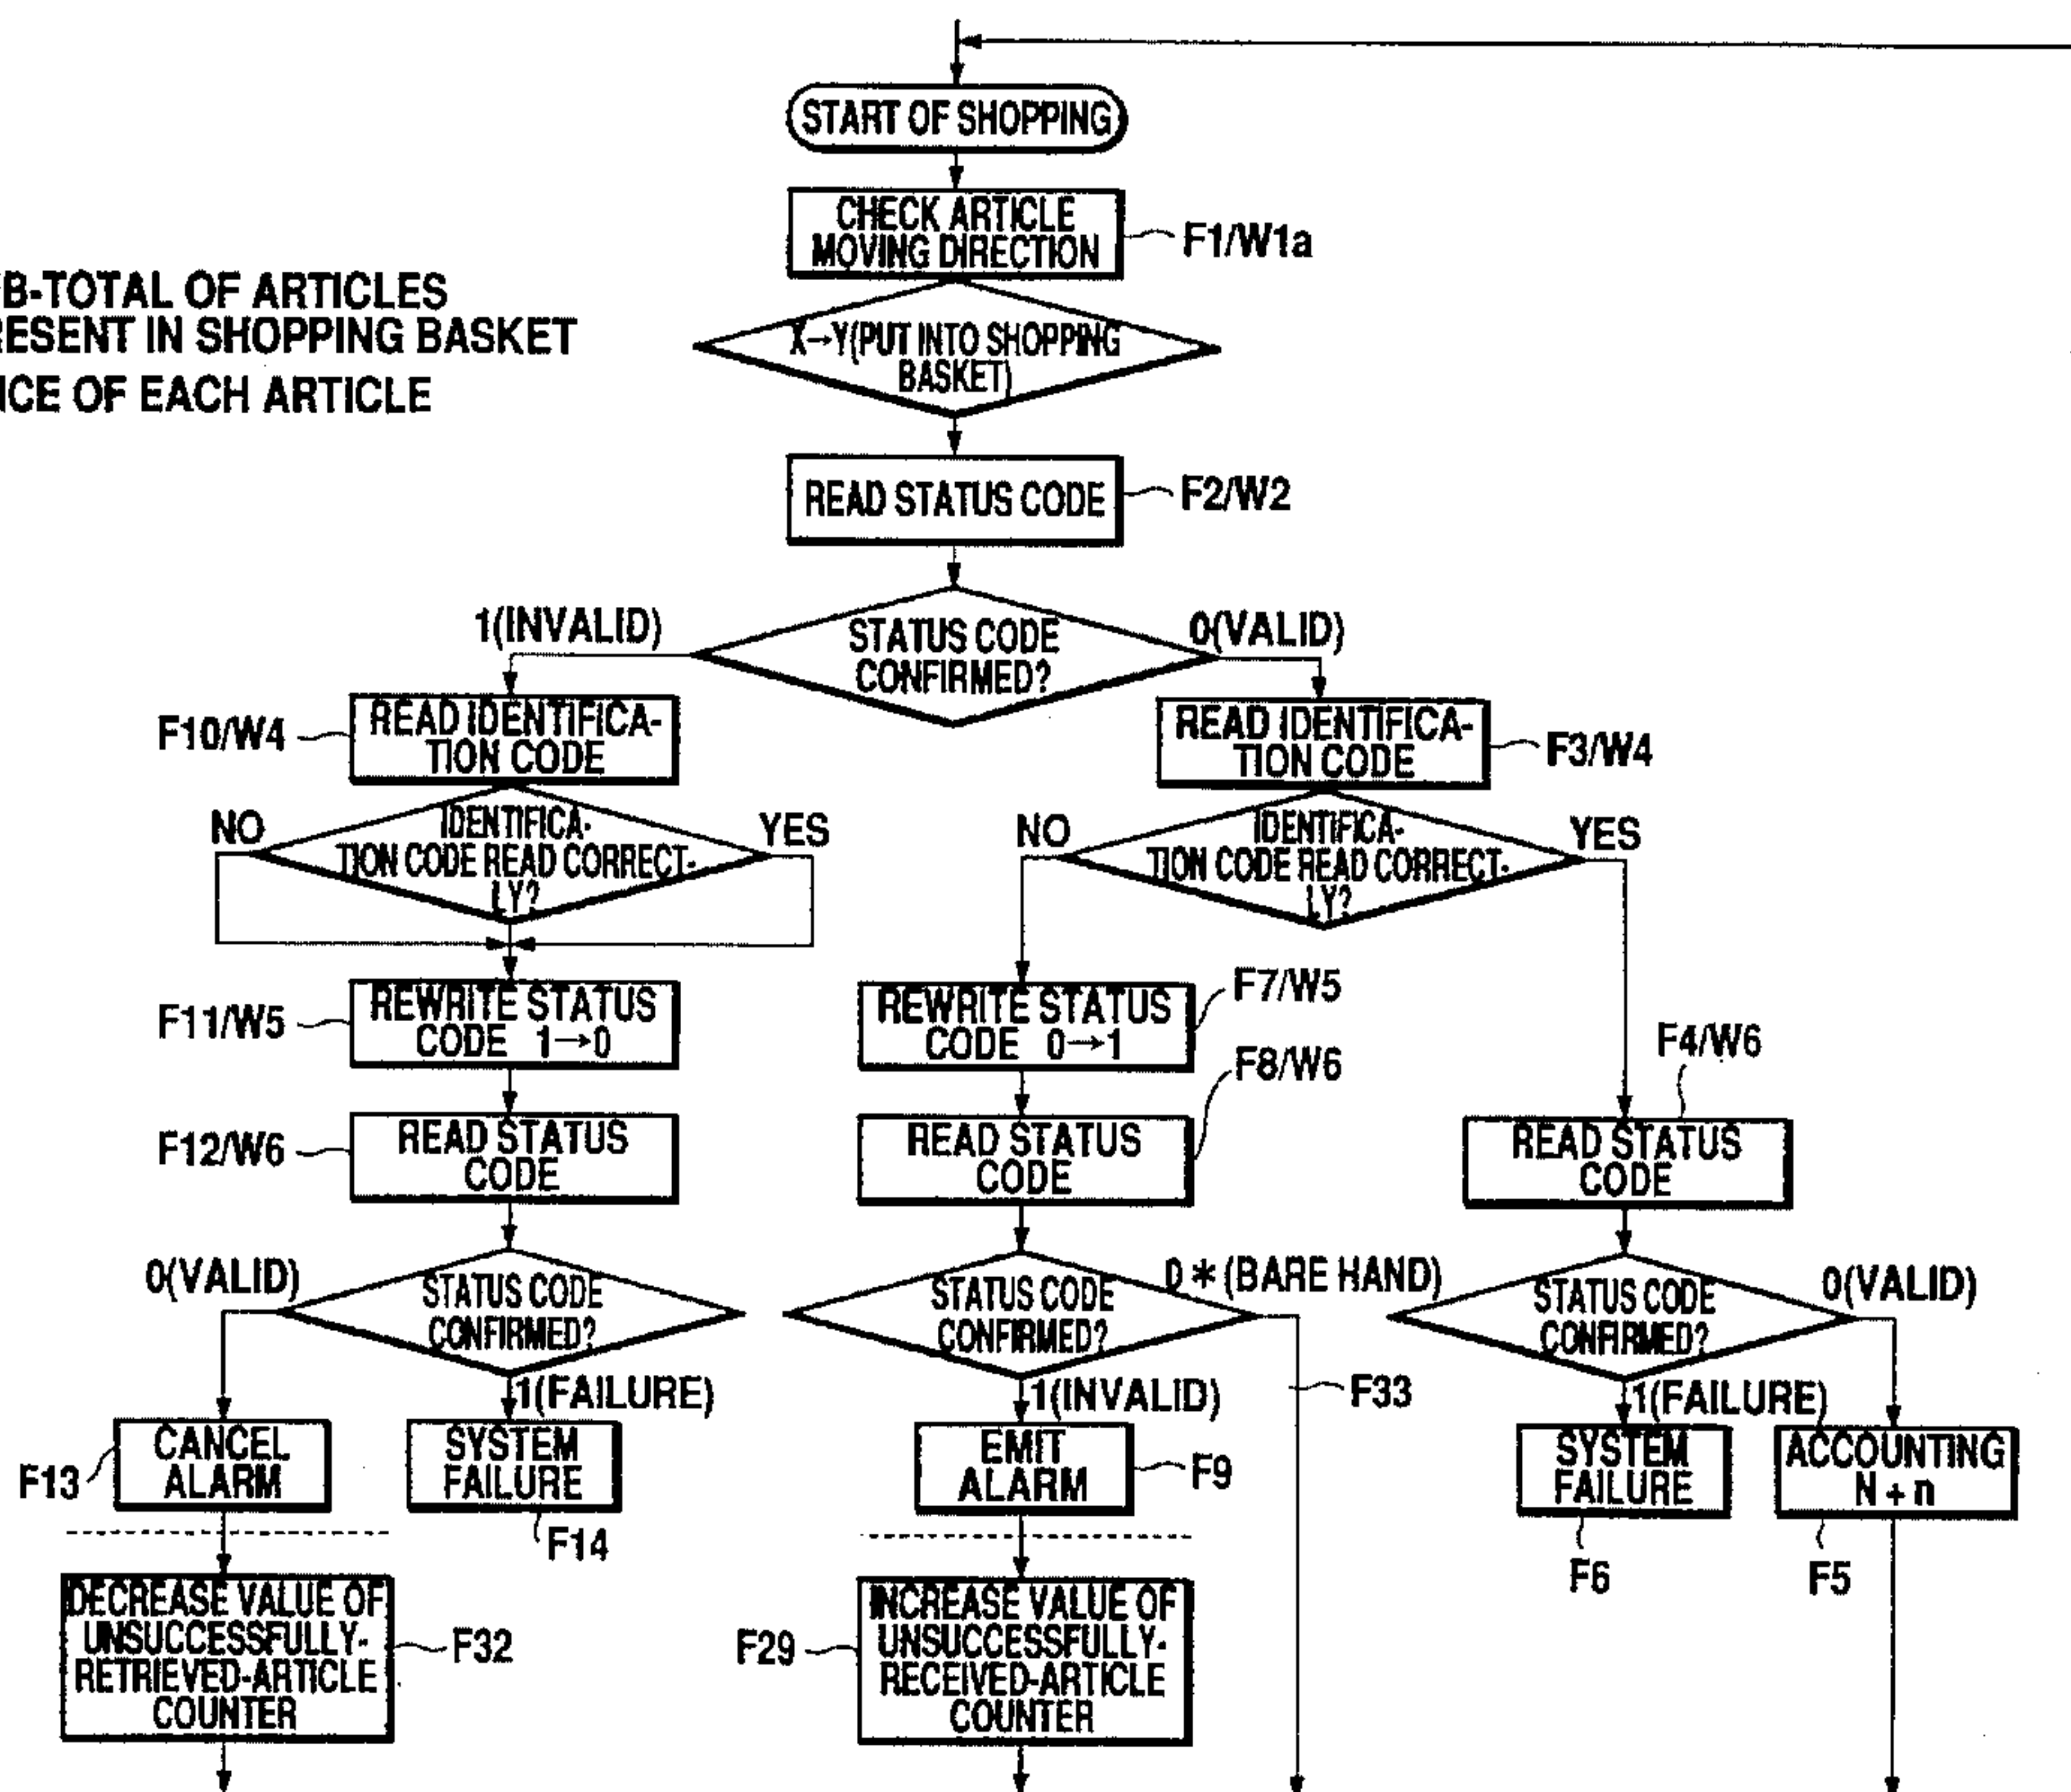 START OF SHOPPING
CHECK ARTICLE
MOVING DIRECTION
F1/W1a
B-TOTAL OF ARTICLES
RESENT IN SHOPPING BASKET
ICE OF EACH ARTICLE
X→Y(PUT INTO SHOPPING
BASKET)
READ STATUS CODE
F2/W2
1(INVALID)
STATUS CODE
CONFIRMED?
0(VALID)
F10/W4
READ IDENTIFICA-
TION CODE
READ IDENTIFICA-
TION CODE
F3/W4
NO
IDENTIFICA-
TION CODE READ CORRECT-
LY?
YES
NO
IDENTIFICA-
TION CODE READ CORRECT-
LY?
YES
F11/W5
REWRITE STATUS
CODE 1→0
REWRITE STATUS
CODE 0→1
F7/W5
F8/W6
F4/W6
F12/W6
READ STATUS
CODE
READ STATUS
CODE
READ STATUS
CODE
0(VALID)
STATUS CODE
CONFIRMED?
1(FAILURE)
STATUS CODE
CONFIRMED?
0 * (BARE HAND)
1(INVALID)
F33
STATUS CODE
CONFIRMED?
0(VALID)
1(FAILURE)
F13
CANCEL
ALARM
SYSTEM
FAILURE
F14
EMIT
ALARM
F9
SYSTEM
FAILURE
F6
ACCOUNTING
N + n
F5
DECREASE VALUE OF
UNSUCCESSFULLY-
RETRIEVED-ARTICLE
COUNTER
F32
F29
INCREASE VALUE OF
UNSUCCESSFULLY-
RECEIVED-ARTICLE
COUNTER